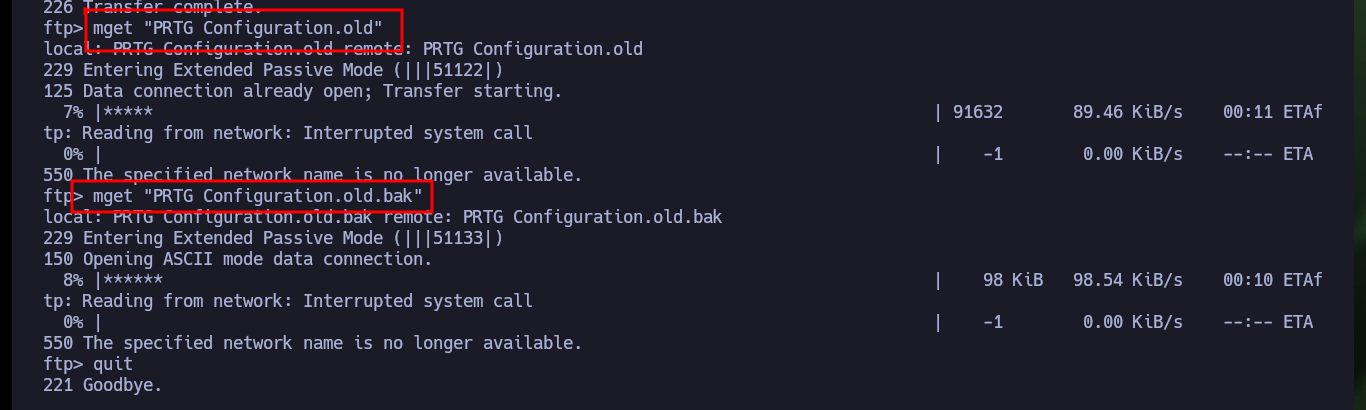 226 Transfer complete.
ftp> mget "PRTG Configuration.old"
local: PRTG Configuration.old remote: PRTG Configuration.old
229 Entering Extended Passive Mode (|||51122|)
125 Data connection already open; Transfer starting.
7% |***** | 91632 89.46 KiB/s 00:11 ETAf
tp: Reading from network: Interrupted system call
0% | | -1 0.00 KiB/s --:-- ETA
550 The specified network name is no longer available.
ftp> mget "PRTG Configuration.old.bak"
local: PRTG Configuration.old.bak remote: PRTG Configuration.old.bak
229 Entering Extended Passive Mode (|||51133|)
150 Opening ASCII mode data connection.
8% |****** | 98 KiB 98.54 KiB/s 00:10 ETAf
tp: Reading from network: Interrupted system call
0% | | -1 0.00 KiB/s --:-- ETA
550 The specified network name is no longer available.
ftp> quit
221 Goodbye.